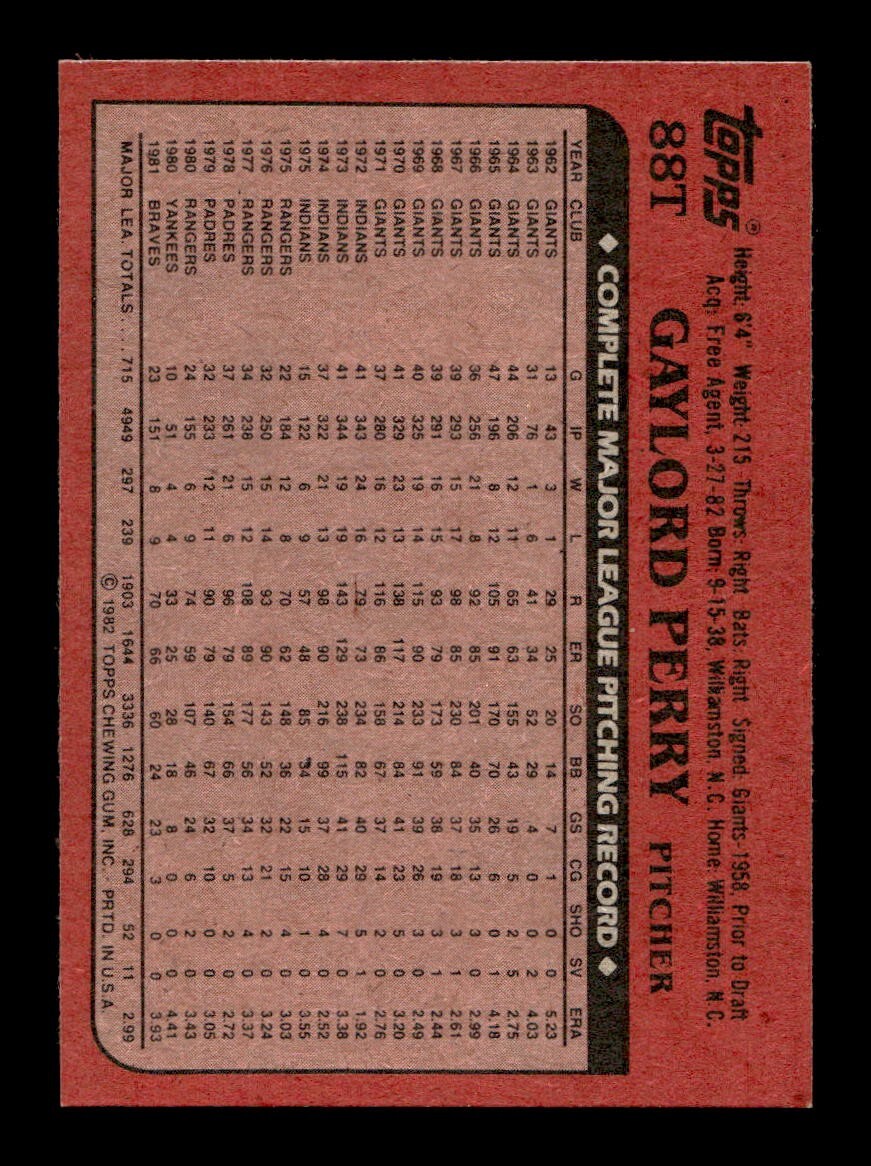 topps®
88T
Height: 6'4" Weight: 215 Throws: Right Bats: Right Signed: Giants-1958, Prior to Draft
Acq: Free Agent, 3-27-82 Born: 9-15-38, Williamston, N.C. Home: Williamston, N.C.
GAYLORD PERRY PITCHER
◆ COMPLETE MAJOR LEAGUE PITCHING RECORD ◆
YEAR CLUB G IP W L R ER SO BB GS CG SHO SV ERA
1962 GIANTS 13 43 3 1 29 25 20 14 7 1 0 0 5.23
1963 GIANTS 31 76 1 6 41 34 52 29 4 0 0 2 4.03
1964 GIANTS 44 206 12 11 65 63 155 43 19 5 2 5 2.75
1965 GIANTS 47 196 8 12 105 91 170 70 26 6 0 1 4.18
1966 GIANTS 36 256 21 8 92 85 201 40 35 13 3 0 2.99
1967 GIANTS 39 293 15 17 98 85 230 84 37 18 3 1 2.61
1968 GIANTS 39 291 16 15 93 79 173 59 38 19 3 1 2.44
1969 GIANTS 40 325 19 14 115 90 233 91 39 26 3 0 2.49
1970 GIANTS 41 329 23 13 138 117 214 84 41 23 5 0 3.20
1971 GIANTS 37 280 16 12 116 86 158 67 37 14 2 0 2.76
1972 INDIANS 41 343 24 16 79 73 234 82 40 29 5 1 1.92
1973 INDIANS 41 344 19 19 143 129 238 115 41 29 7 0 3.38
1974 INDIANS 37 322 21 13 98 90 216 99 37 28 4 0 2.52
1975 INDIANS 15 122 6 9 57 48 85 34 15 10 1 0 3.55
1975 RANGERS 22 184 12 8 70 62 148 36 22 15 4 0 3.03
1976 RANGERS 32 250 15 14 93 90 143 52 32 21 2 0 3.24
1977 RANGERS 34 238 15 12 108 89 177 56 34 13 4 0 3.37
1978 PADRES 37 261 21 6 96 79 154 66 37 5 2 0 2.72
1979 PADRES 32 233 12 11 90 79 140 67 32 10 0 0 3.05
1980 RANGERS 24 155 6 9 74 59 107 46 24 6 2 0 3.43
1980 YANKEES 10 51 4 4 33 25 28 18 8 0 0 0 4.41
1981 BRAVES 23 151 8 9 70 66 60 24 23 3 0 0 3.93
MAJOR LEA. TOTALS .... 715 4949 297 239 1903 1644 3336 1276 628 294 52 11 2.99
© 1982 TOPPS CHEWING GUM, INC. PRTD. IN U.S.A.